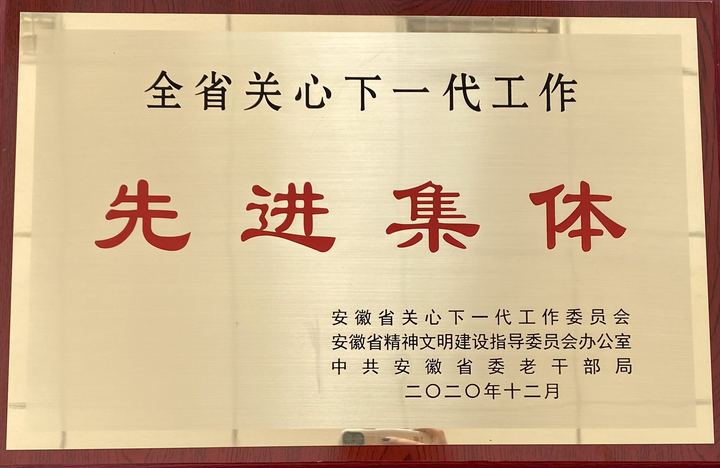 全省关心下一代工作
先进集体
安徽省关心下一代工作委员会
安徽省精神文明建设指导委员会办公室
中共安徽省委老干部局
二〇二〇年十二月